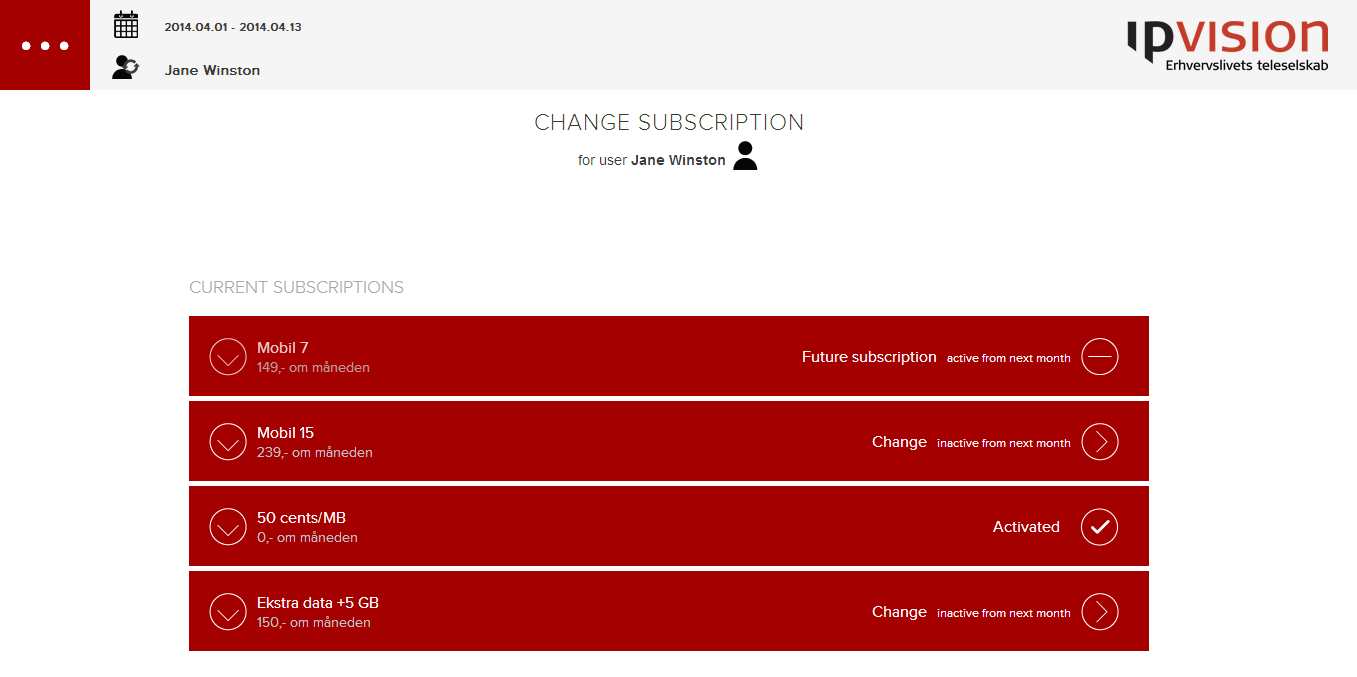 2014.04.01 - 2014.04.13
Jane Winston
ipvision
Erhvervslivets teleselskab
CHANGE SUBSCRIPTION
for user Jane Winston
CURRENT SUBSCRIPTIONS
Mobil 7
149,- om måneden
Future subscription active from next month
Mobil 15
239,- om måneden
Change inactive from next month
50 cents/MB
0,- om måneden
Activated
Ekstra data +5 GB
150,- om måneden
Change inactive from next month